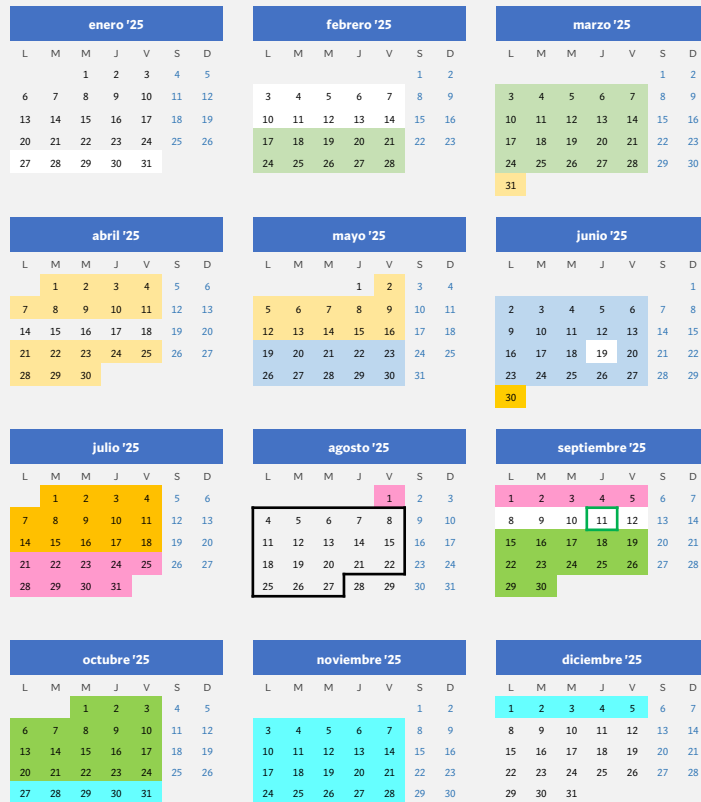 enero '25 febrero '25 marzo '25
L M M J V S D L M M J V S D L M M J V S D
1 2 3 4 5 1 2 1 2
6 7 8 9 10 11 12 3 4 5 6 7 8 9 3 4 5 6 7 8 9
13 14 15 16 17 18 19 10 11 12 13 14 15 16 10 11 12 13 14 15 16
20 21 22 23 24 25 26 17 18 19 20 21 22 23 17 18 19 20 21 22 23
27 28 29 30 31 24 25 26 27 28 24 25 26 27 28 29 30
31
abril '25 mayo '25 junio '25
L M M J V S D L M M J V S D L M M J V S D
1 2 3 4 5 6 1 2 3 4 1
7 8 9 10 11 12 13 5 6 7 8 9 10 11 2 3 4 5 6 7 8
14 15 16 17 18 19 20 12 13 14 15 16 17 18 9 10 11 12 13 14 15
21 22 23 24 25 26 27 19 20 21 22 23 24 25 16 17 18 19 20 21 22
28 29 30 26 27 28 29 30 31 23 24 25 26 27 28 29
30
julio '25 agosto '25 septiembre '25
L M M J V S D L M M J V S D L M M J V S D
1 2 3 4 5 6 1 2 3 1 2 3 4 5 6 7
7 8 9 10 11 12 13 4 5 6 7 8 9 10 8 9 10 11 12 13 14
14 15 16 17 18 19 20 11 12 13 14 15 16 17 15 16 17 18 19 20 21
21 22 23 24 25 26 27 18 19 20 21 22 23 24 22 23 24 25 26 27 28
28 29 30 31 25 26 27 28 29 30 31 29 30
octubre '25 noviembre '25 diciembre '25
L M M J V S D L M M J V S D L M M J V S D
1 2 3 4 5 1 2 1 2 3 4 5 6 7
6 7 8 9 10 11 12 3 4 5 6 7 8 9 8 9 10 11 12 13 14
13 14 15 16 17 18 19 10 11 12 13 14 15 16 15 16 17 18 19 20 21
20 21 22 23 24 25 26 17 18 19 20 21 22 23 22 23 24 25 26 27 28
27 28 29 30 31 24 25 26 27 28 29 30 29 30 31